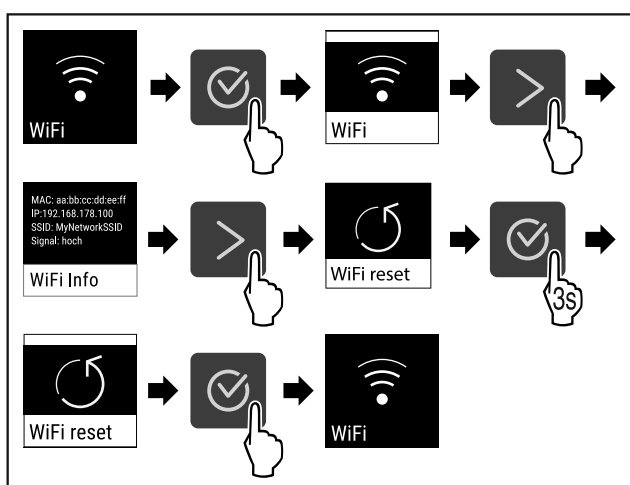 WiFi
WiFi
MAC: aa:bb:cc:dd:ee:ff
IP:192.168.178.100
SSID: MyNetworkSSID
Signal: hoch
WiFi Info
WiFi reset
3s
WiFi reset
WiFi